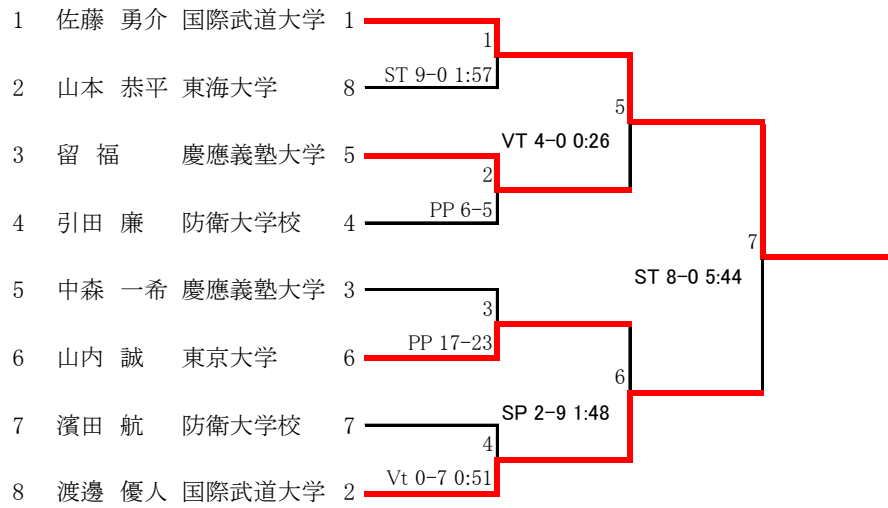 1 佐藤 勇介 国際武道大学 1
1
2 山本 恭平 東海大学 8
ST 9-0 1:57
5
VT 4-0 0:26
3 留 福 慶應義塾大学 5
2
4 引田 廉 防衛大学校 4
PP 6-5
7
ST 8-0 5:44
5 中森 一希 慶應義塾大学 3
3
6 山内 誠 東京大学 6
PP 17-23
6
SP 2-9 1:48
7 濱田 航 防衛大学校 7
4
8 渡邊 優人 国際武道大学 2
Vt 0-7 0:51